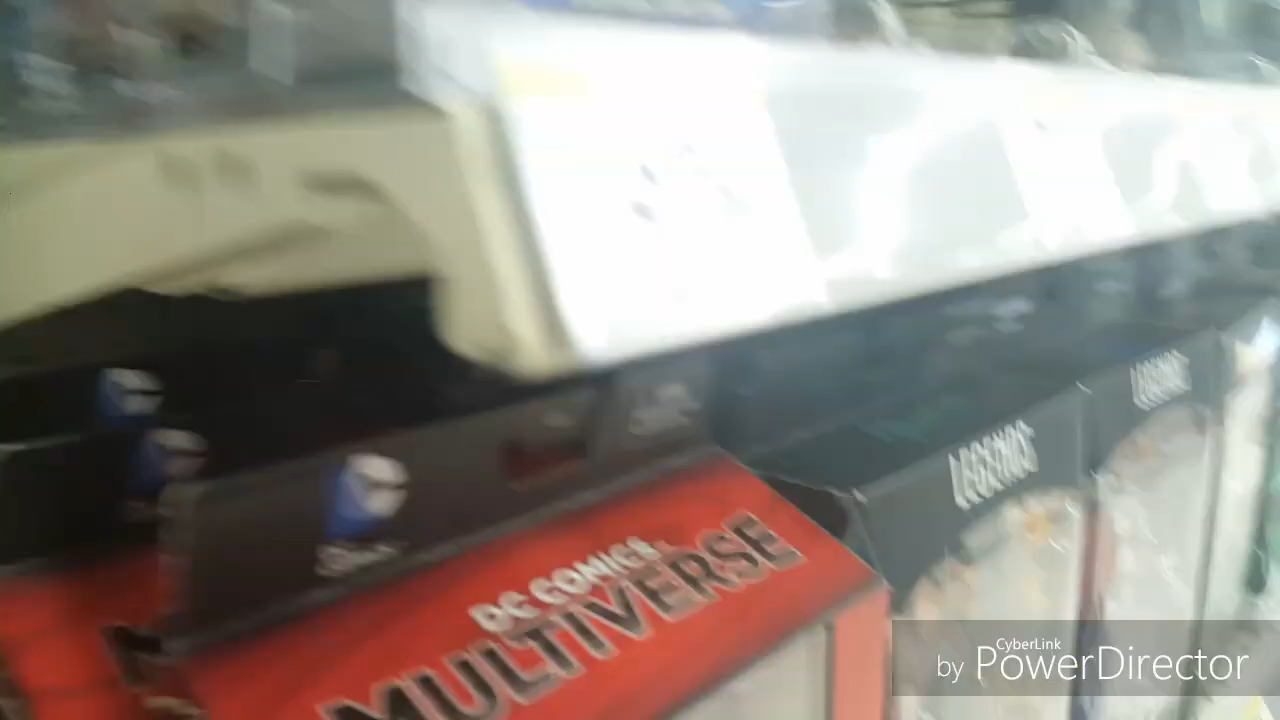 LEGENDS
LEGENDS
DC COMICS
MULTIVERSE
CyberLink
by PowerDirector